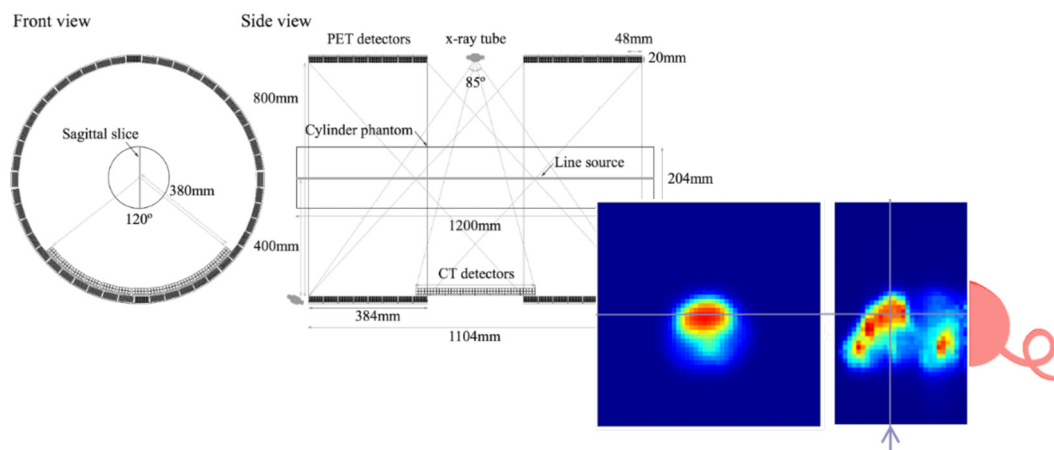 Front view
Side view
PET detectors
x-ray tube
48mm
20mm
85º
800mm
Cylinder phantom
Sagittal slice
Line source
380mm
204mm
120º
1200mm
400mm
CT detectors
384mm
1104mm